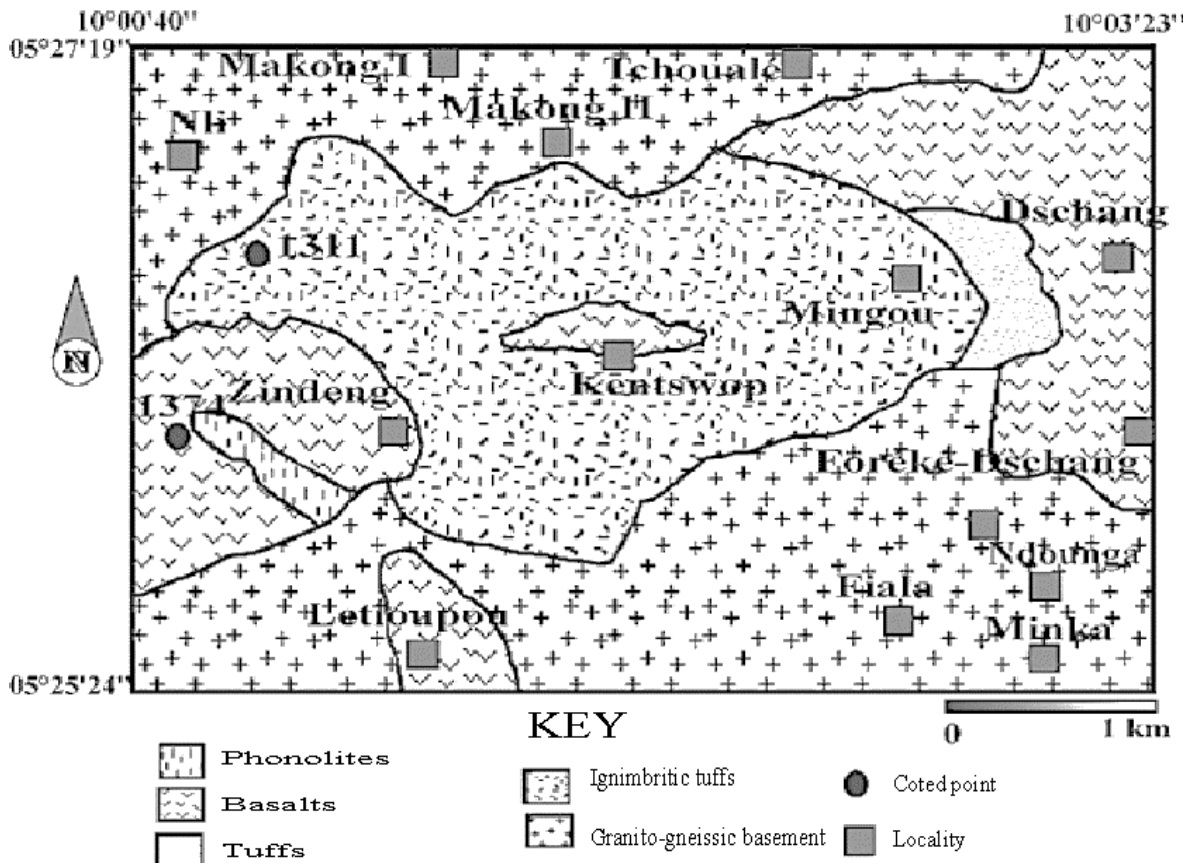 10°00'40"
10°03'23"
05°27'19"
Makong I
Tchoualé
Makong II
Nli
Dschang
1311
Mingou
N
Kentswop
Zindeng
1371
Foreke-Dschang
Ndounga
Fiala
Letioupon
Minka
05°25'24"
KEY
0 1 km
Phonolites
Basalts
Tuffs
Ignimbritic tuffs
Granito-gneissic basement
Coted point
Locality